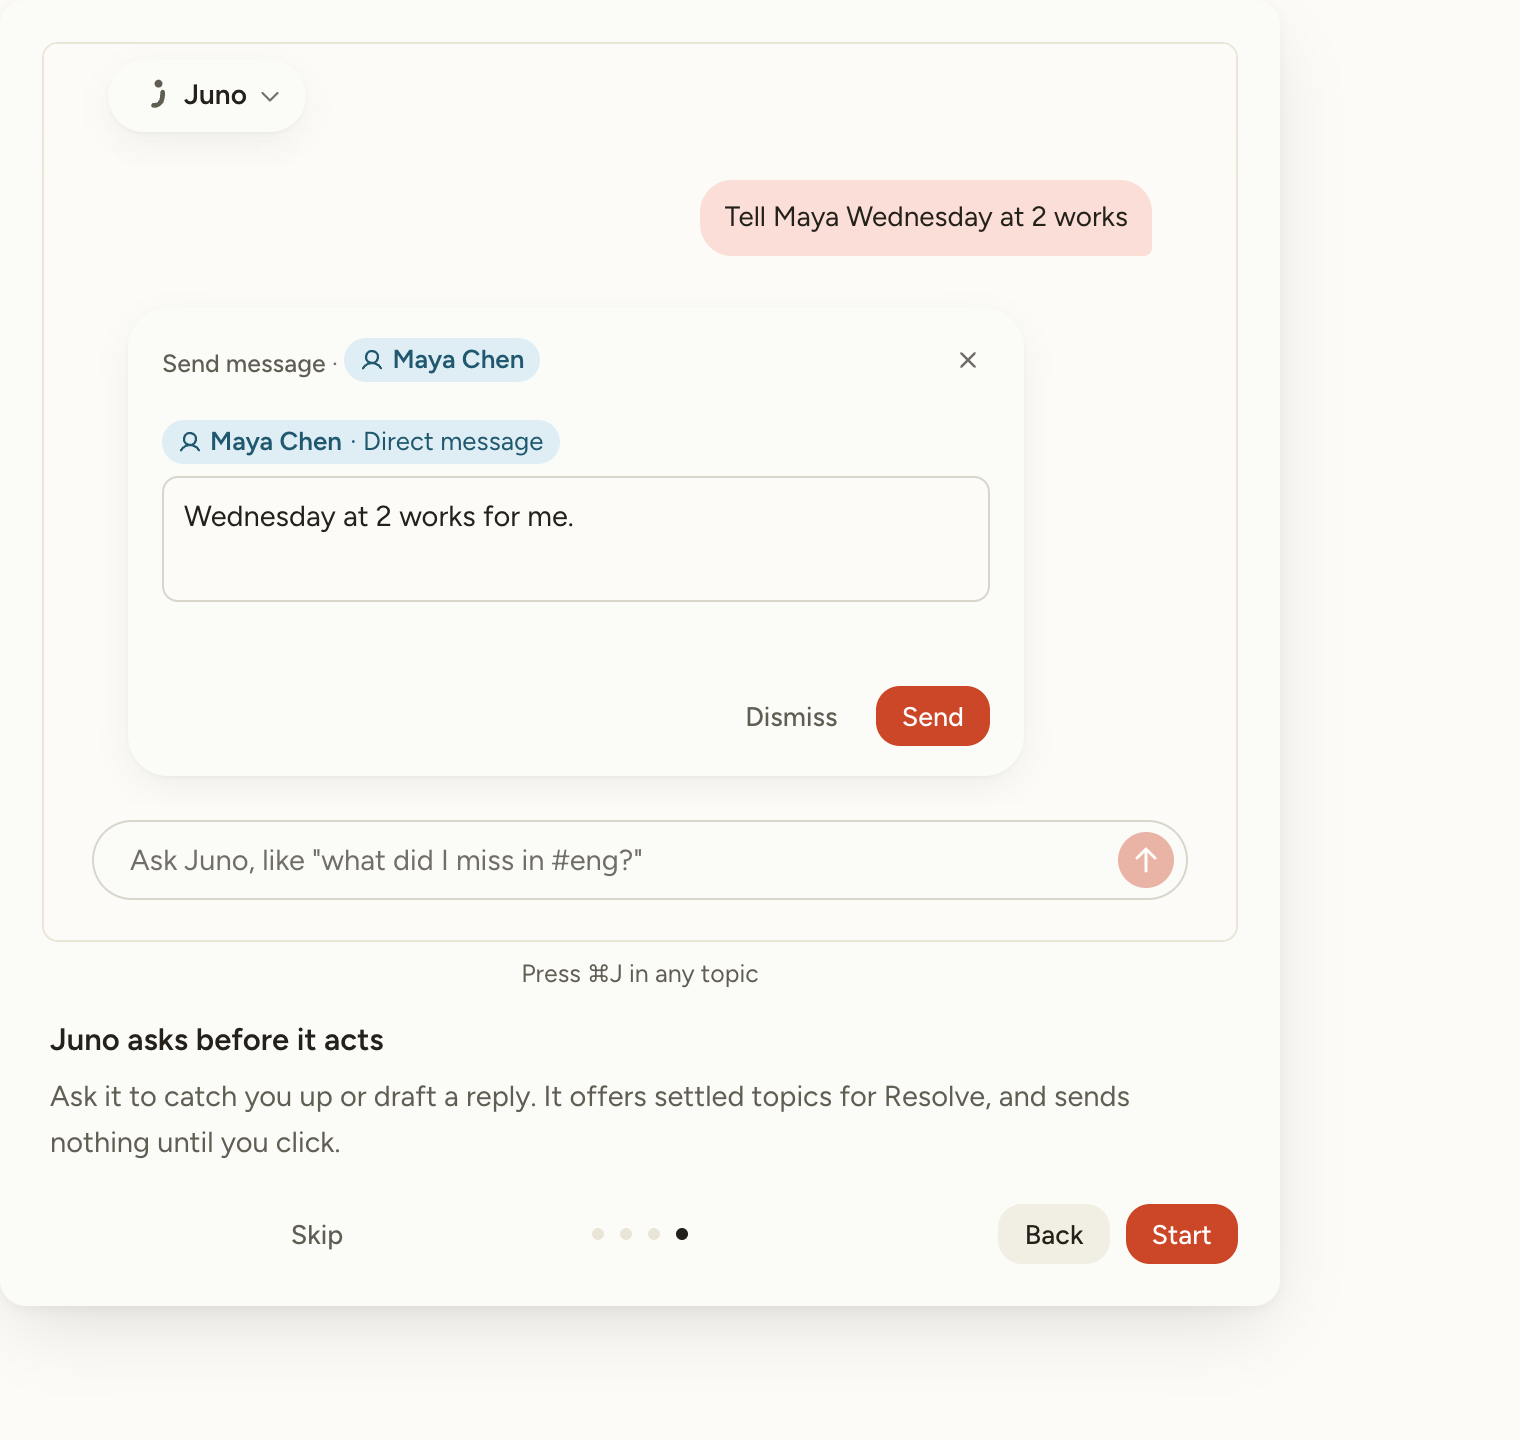 Juno
Tell Maya Wednesday at 2 works
Send message · Maya Chen
Maya Chen · Direct message
Wednesday at 2 works for me.
Dismiss Send
Ask Juno, like "what did I miss in #eng?"
Press ⌘J in any topic
Juno asks before it acts
Ask it to catch you up or draft a reply. It offers settled topics for Resolve, and sends
nothing until you click.
Skip Back Start